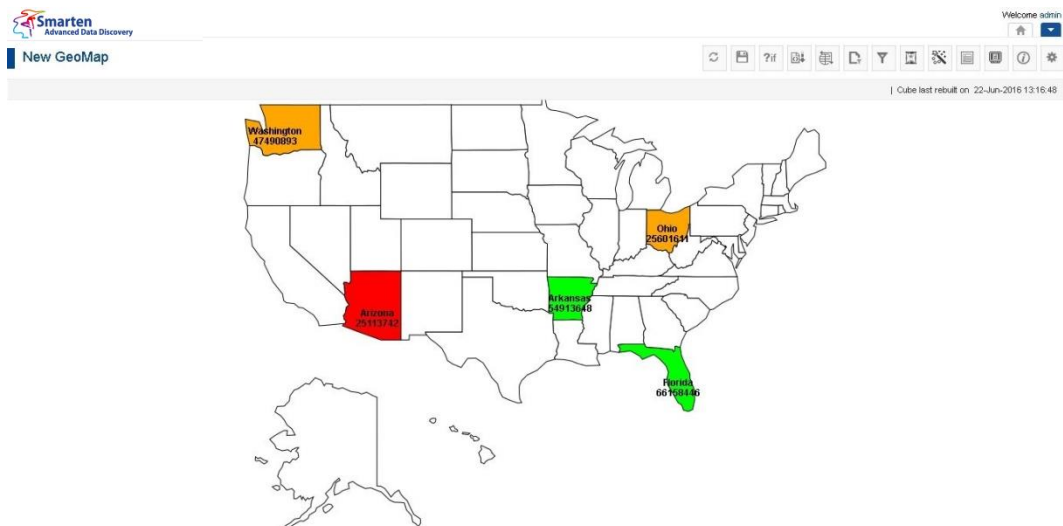 Smarten
Advanced Data Discovery
Welcome admin
New GeoMap
?if
| Cube last rebuilt on 22-Jun-2016 13:16:48
Washington
47490893
Ohio
25601641
Arizona
25113742
Arkansas
54913648
Florida
66158446